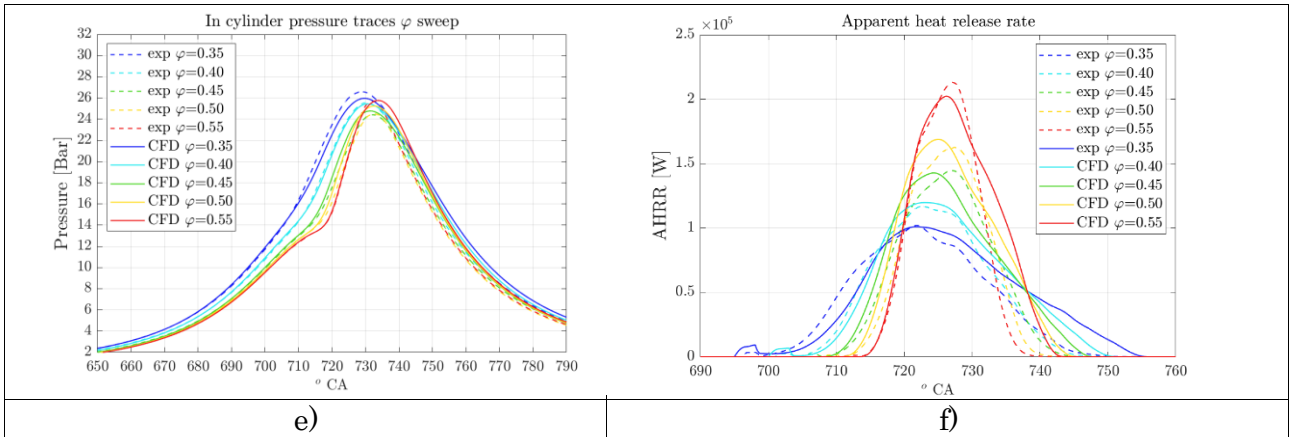 In cylinder pressure traces φ sweep
Pressure [Bar]
32
30
28
26
24
22
20
18
16
14
12
10
8
6
4
2
exp φ=0.35
exp φ=0.40
exp φ=0.45
exp φ=0.50
exp φ=0.55
CFD φ=0.35
CFD φ=0.40
CFD φ=0.45
CFD φ=0.50
CFD φ=0.55
650 660 670 680 690 700 710 720 730 740 750 760 770 780 790
° CA
e)
Apparent heat release rate
×10⁵
AHRR [W]
2.5
2
1.5
1
0.5
0
exp φ=0.35
exp φ=0.40
exp φ=0.45
exp φ=0.50
exp φ=0.55
exp φ=0.35
CFD φ=0.40
CFD φ=0.45
CFD φ=0.50
CFD φ=0.55
690 700 710 720 730 740 750 760
° CA
f)